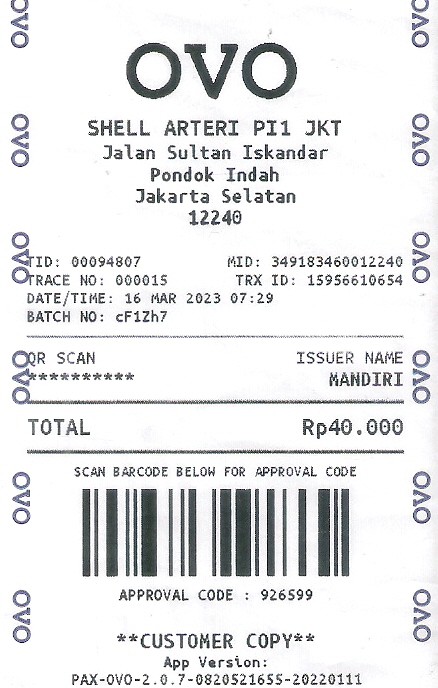 OVO
SHELL ARTERI PI1 JKT
Jalan Sultan Iskandar
Pondok Indah
Jakarta Selatan
12240
TID: 00094807 MID: 349183460012240
TRACE NO: 000015 TRX ID: 15956610654
DATE/TIME: 16 MAR 2023 07:29
BATCH NO: cF1Zh7
QR SCAN ISSUER NAME
********** MANDIRI
TOTAL Rp40.000
SCAN BARCODE BELOW FOR APPROVAL CODE
APPROVAL CODE : 926599
**CUSTOMER COPY**
App Version:
PAX-OVO-2.0.7-0820521655-20220111
OVO
OVO
OVO
OVO
OVO
OVO
OVO
OVO
OVO
OVO
OVO
OVO